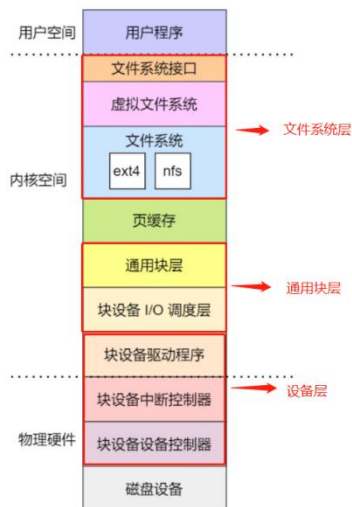 用户空间
用户程序
文件系统接口
虚拟文件系统
文件系统
ext4
nfs
文件系统层
内核空间
页缓存
通用块层
块设备 I/O 调度层
通用块层
块设备驱动程序
块设备中断控制器
设备层
物理硬件
块设备设备控制器
磁盘设备